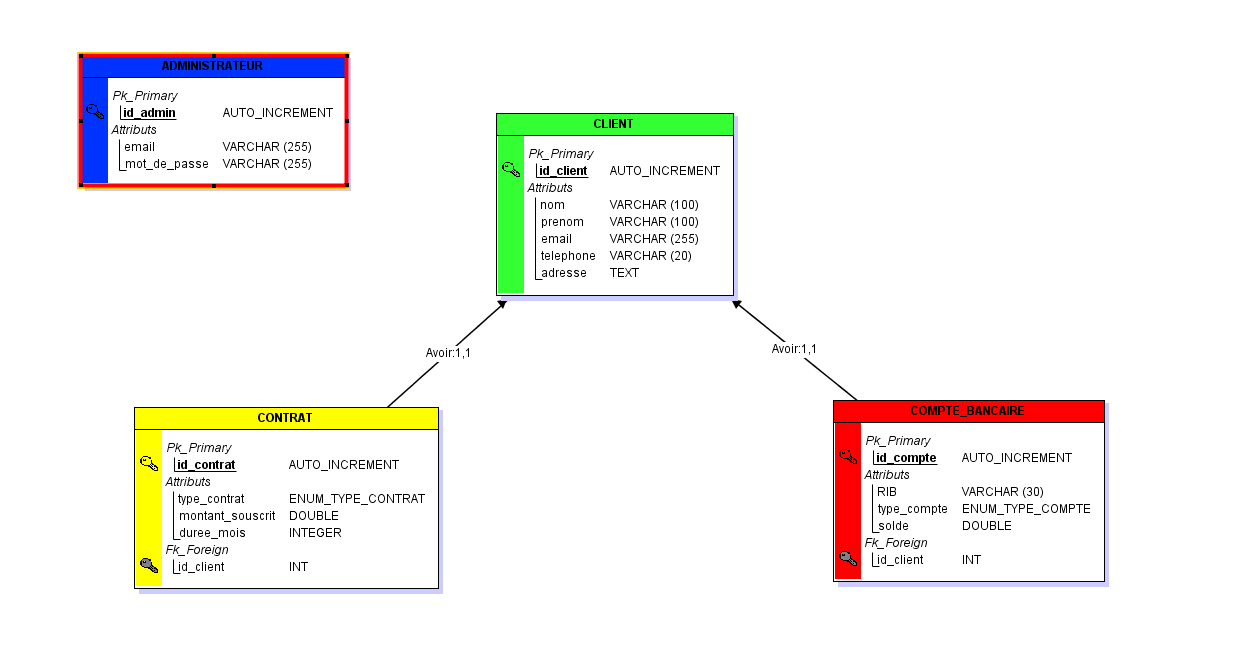 ADMINISTRATEUR
Pk_Primary
id_admin AUTO_INCREMENT
Attributs
email VARCHAR (255)
mot_de_passe VARCHAR (255)
CLIENT
Pk_Primary
id_client AUTO_INCREMENT
Attributs
nom VARCHAR (100)
prenom VARCHAR (100)
email VARCHAR (255)
telephone VARCHAR (20)
adresse TEXT
Avoir:1,1
Avoir:1,1
CONTRAT
Pk_Primary
id_contrat AUTO_INCREMENT
Attributs
type_contrat ENUM_TYPE_CONTRAT
montant_souscrit DOUBLE
duree_mois INTEGER
Fk_Foreign
id_client INT
COMPTE_BANCAIRE
Pk_Primary
id_compte AUTO_INCREMENT
Attributs
RIB VARCHAR (30)
type_compte ENUM_TYPE_COMPTE
solde DOUBLE
Fk_Foreign
id_client INT